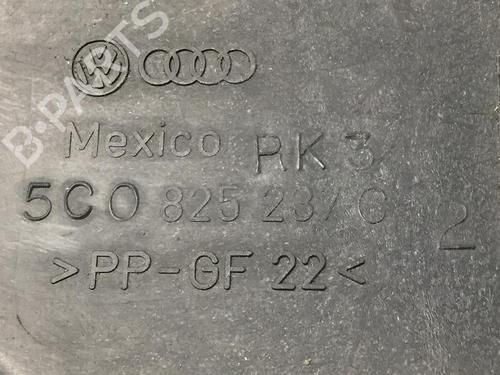 B-PARTS
Mexico RK 3
5C0 825 237 G
2
>PP-GF 22<